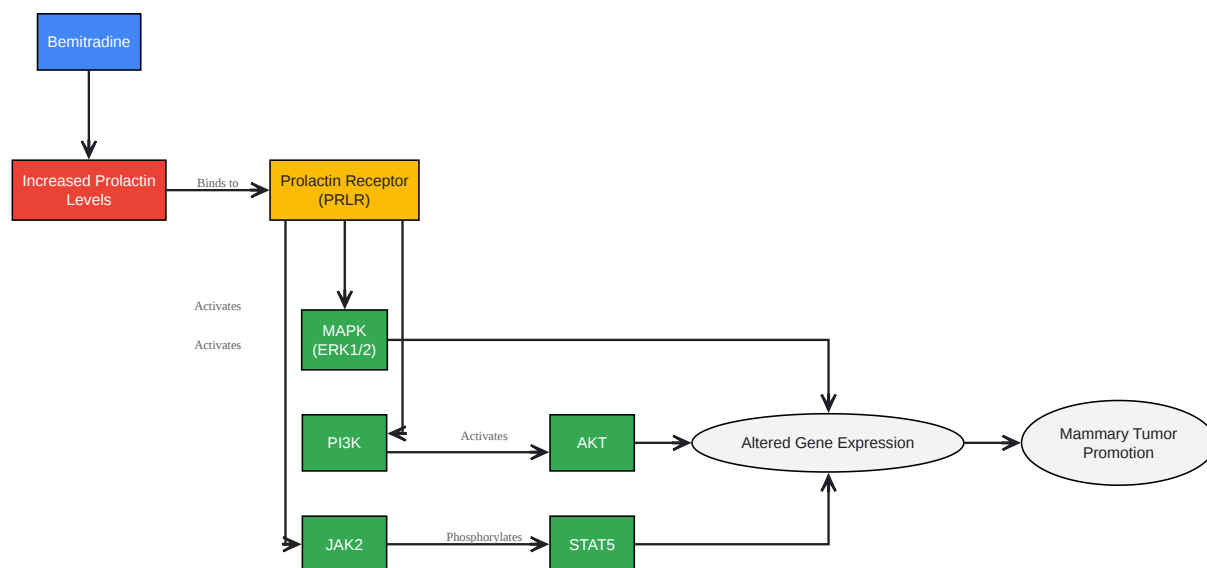 Bemitradine
Increased Prolactin
Levels
Binds to
Prolactin Receptor
(PRLR)
Activates
Activates
MAPK
(ERK1/2)
PI3K
Activates
AKT
Altered Gene Expression
Mammary Tumor
Promotion
JAK2
Phosphorylates
STAT5